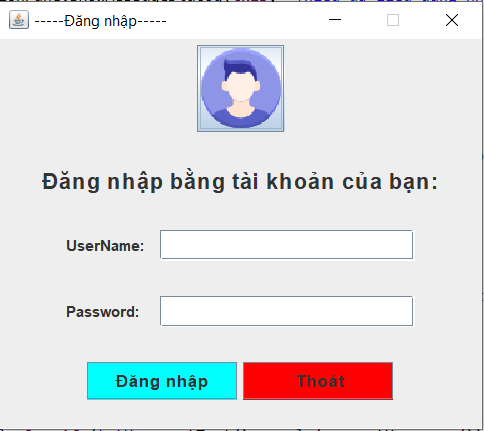 -----Đăng nhập-----
Đăng nhập bằng tài khoản của bạn:
UserName:
Password:
Đăng nhập Thoát